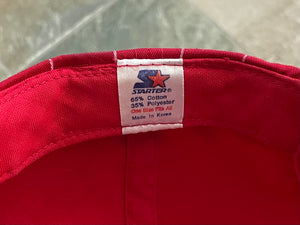 STARTER®
65% Cotton
35% Polyester
One Size Fits All
Made in Korea